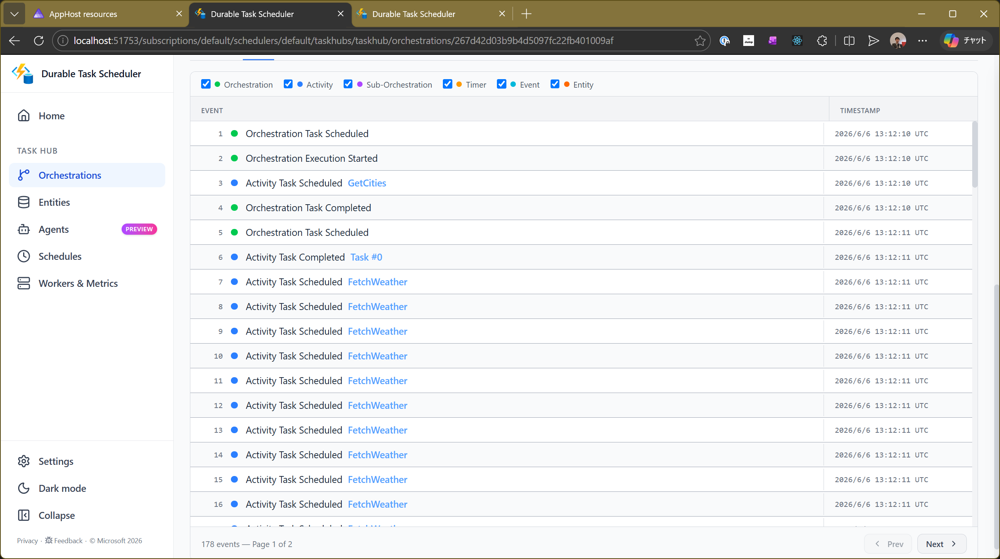 AppHost resources
Durable Task Scheduler
Durable Task Scheduler
localhost:51753/subscriptions/default/schedulers/default/taskhubs/taskhub/orchestrations/267d42d03b9b4d5097fc22fb401009af
Jump
チャット
Durable Task Scheduler
Home
TASK HUB
Orchestrations
Entities
Agents PREVIEW
Schedules
Workers & Metrics
Settings
Dark mode
Collapse
Privacy · Feedback · © Microsoft 2026
Orchestration Activity Sub-Orchestration Timer Event Entity
EVENT TIMESTAMP
1 Orchestration Task Scheduled 2026/6/6 13:12:10 UTC
2 Orchestration Execution Started 2026/6/6 13:12:10 UTC
3 Activity Task Scheduled GetCities 2026/6/6 13:12:10 UTC
4 Orchestration Task Completed 2026/6/6 13:12:10 UTC
5 Orchestration Task Scheduled 2026/6/6 13:12:11 UTC
6 Activity Task Completed Task #0 2026/6/6 13:12:11 UTC
7 Activity Task Scheduled FetchWeather 2026/6/6 13:12:11 UTC
8 Activity Task Scheduled FetchWeather 2026/6/6 13:12:11 UTC
9 Activity Task Scheduled FetchWeather 2026/6/6 13:12:11 UTC
10 Activity Task Scheduled FetchWeather 2026/6/6 13:12:11 UTC
11 Activity Task Scheduled FetchWeather 2026/6/6 13:12:11 UTC
12 Activity Task Scheduled FetchWeather 2026/6/6 13:12:11 UTC
13 Activity Task Scheduled FetchWeather 2026/6/6 13:12:11 UTC
14 Activity Task Scheduled FetchWeather 2026/6/6 13:12:11 UTC
15 Activity Task Scheduled FetchWeather 2026/6/6 13:12:11 UTC
16 Activity Task Scheduled FetchWeather 2026/6/6 13:12:11 UTC
178 events — Page 1 of 2
Prev Next